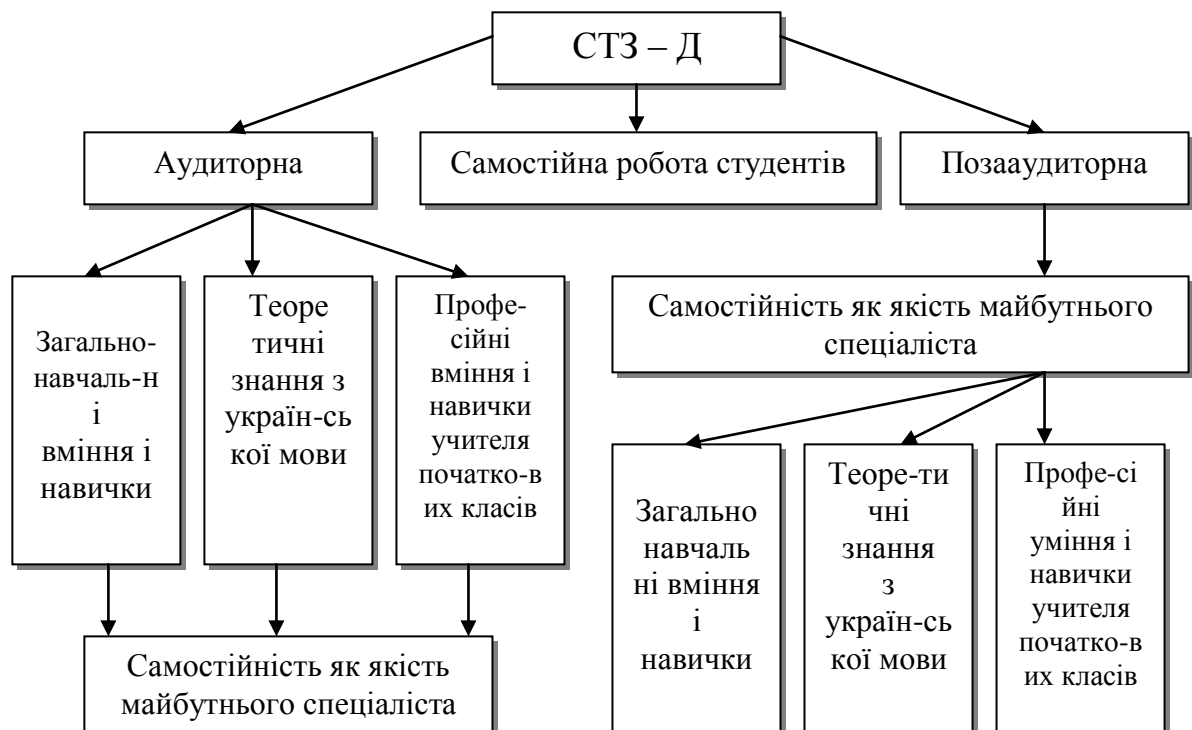 СТЗ – Д
Аудиторна
Самостійна робота студентів
Позааудиторна
Загально-
навчаль-н
і
вміння і
навички
Теоре
тичні
знання з
україн-сь
кої мови
Профе-
сійні
вміння і
навички
учителя
початко-в
их класів
Самостійність як якість майбутнього
спеціаліста
Загально
навчаль
ні вміння
і
навички
Теоре-ти
чні
знання
з
україн-сь
кої мови
Профе-сі
йні
уміння і
навички
учителя
початко-в
их класів
Самостійність як якість
майбутнього спеціаліста